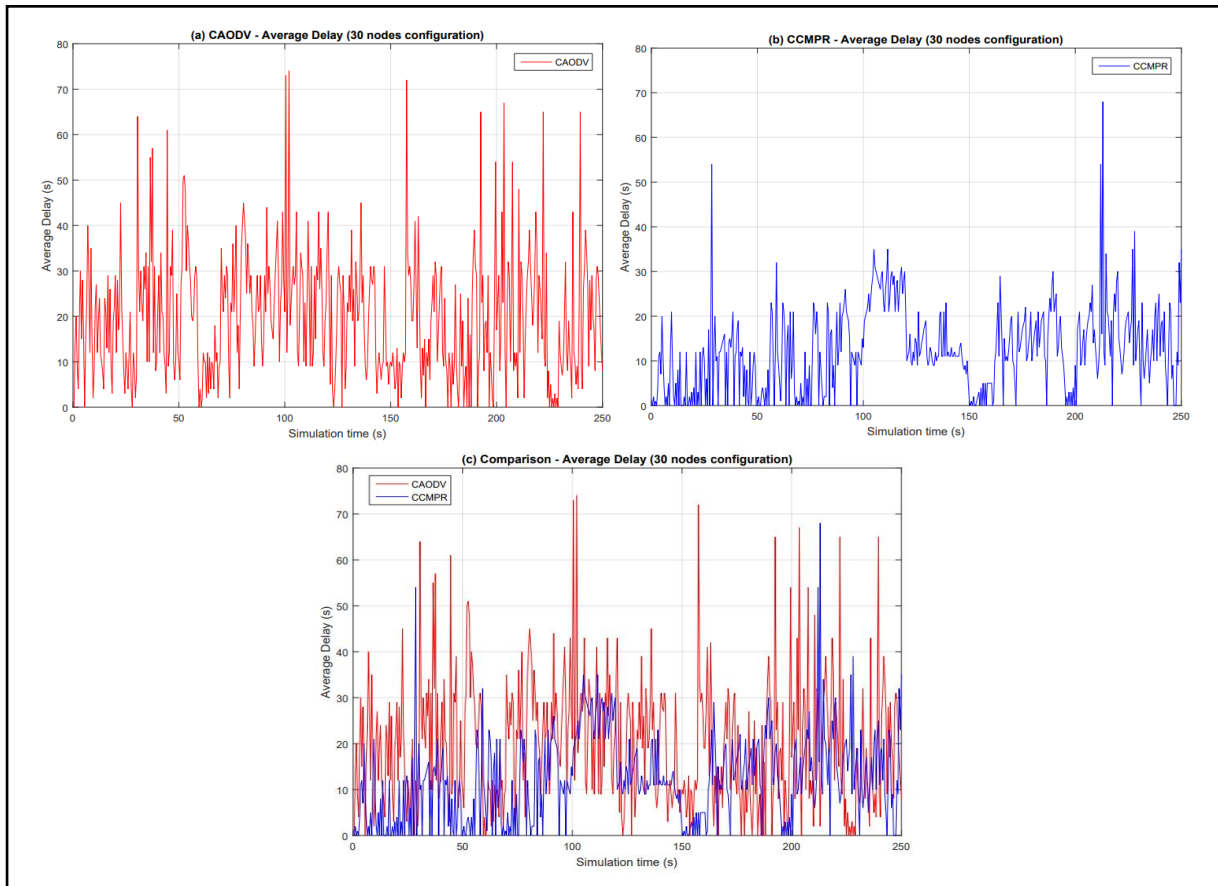 (a) CAODV - Average Delay (30 nodes configuration)
80
70
60
50
40
30
20
10
0
Average Delay (s)
CAODV
0 50 100 150 200 250
Simulation time (s)
(b) CCMPR - Average Delay (30 nodes configuration)
80
70
60
50
40
30
20
10
0
Average Delay (s)
CCMPR
0 50 100 150 200 250
Simulation time (s)
(c) Comparison - Average Delay (30 nodes configuration)
80
70
60
50
40
30
20
10
0
Average Delay (s)
CAODV
CCMPR
0 50 100 150 200 250
Simulation time (s)